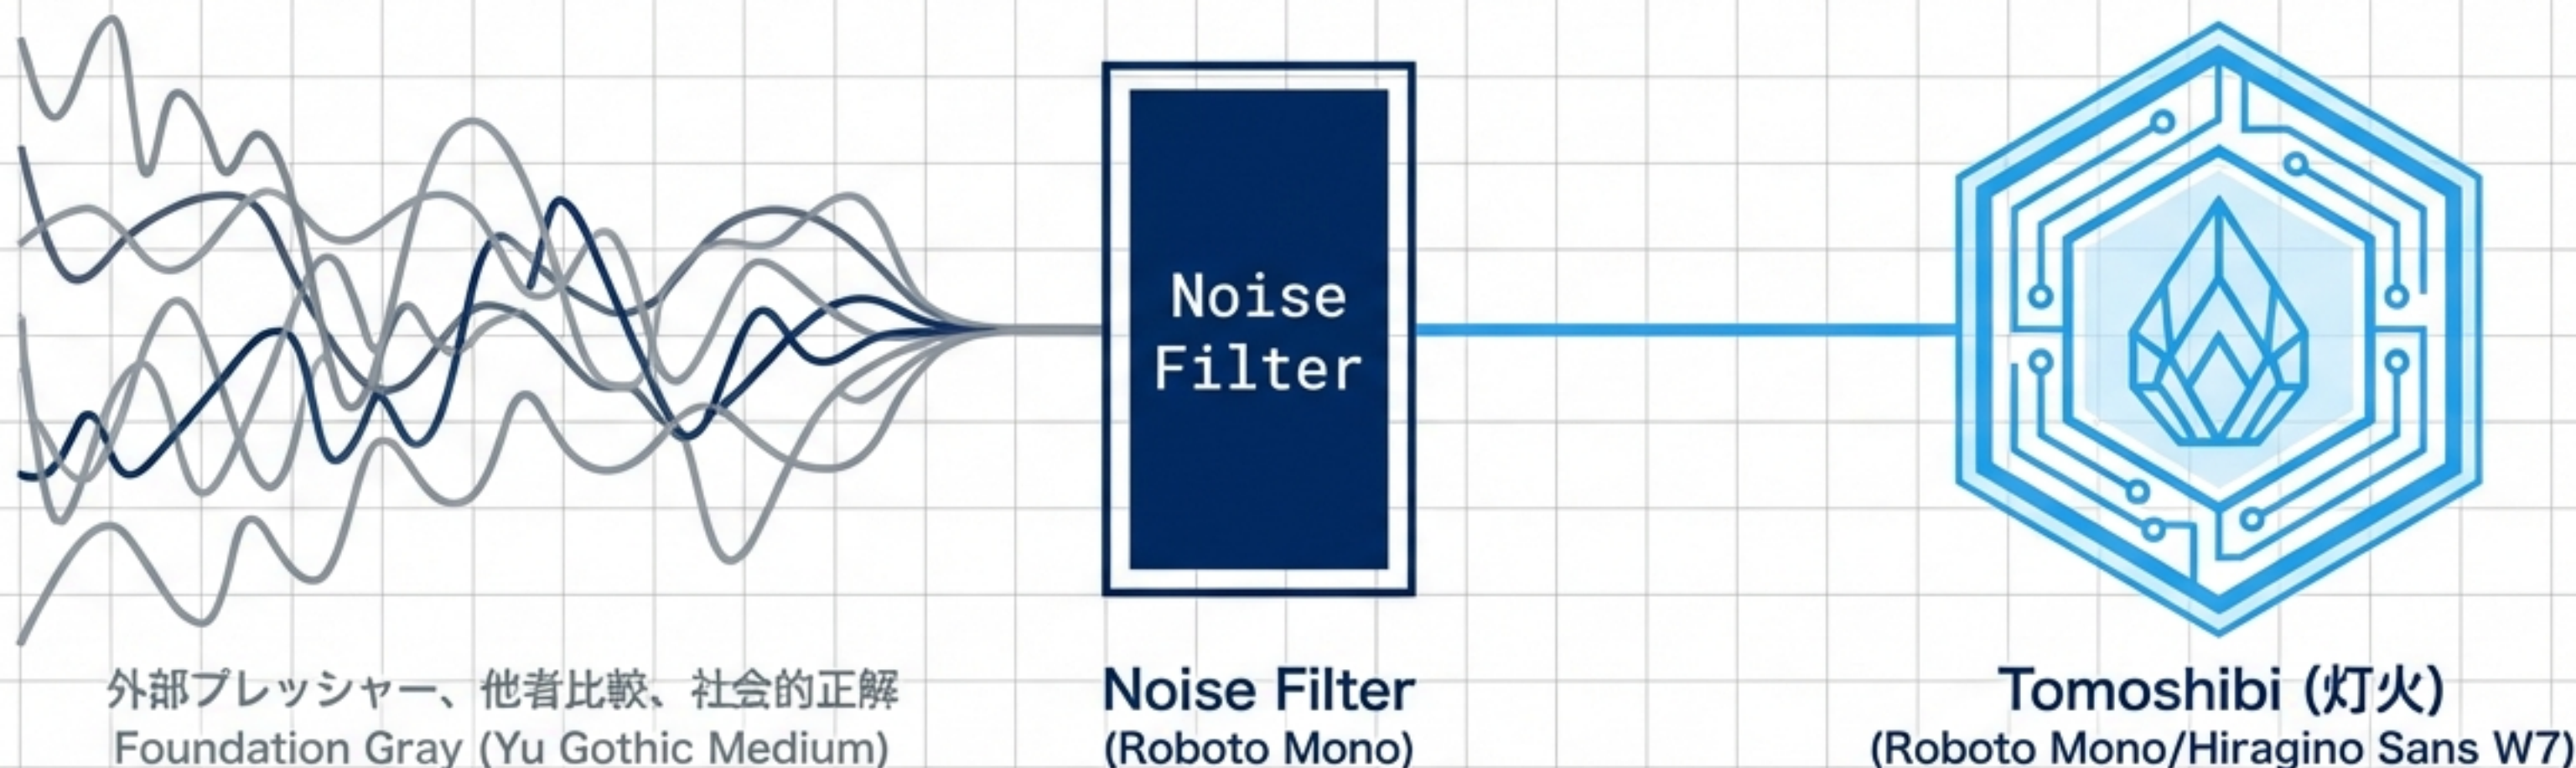 Noise
Filter
外部プレッシャー、他者比較、社会的正解
Foundation Gray (Yu Gothic Medium)
Noise Filter
(Roboto Mono)
Tomoshibi (灯火)
(Roboto Mono/Hiragino Sans W7)